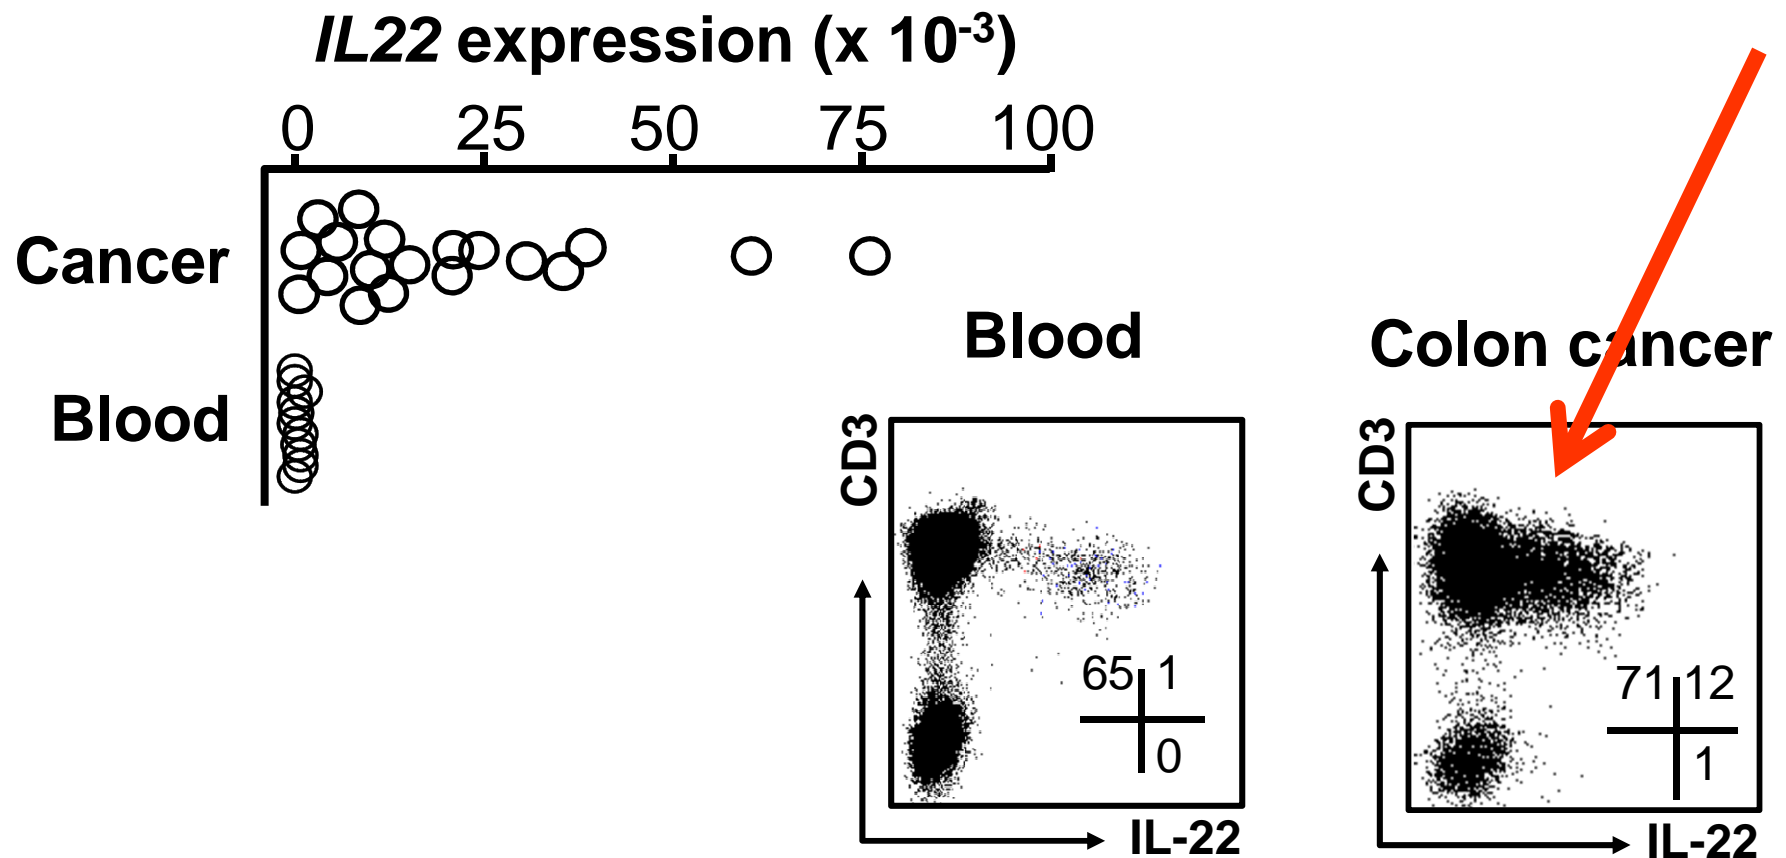 IL22 expression (x 10⁻³)
0 25 50 75 100
Cancer
Blood
Blood
CD3
65 1
0
IL-22
Colon cancer
CD3
71 12
1
IL-22